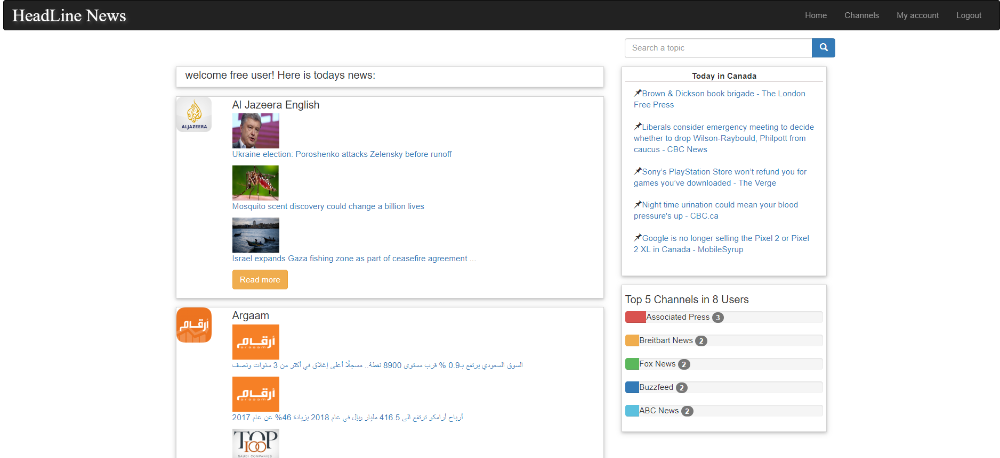 HeadLine News
Home
Channels
My account
Logout
Search a topic
welcome free user! Here is todays news:
ALJAZEERA
Al Jazeera English
Ukraine election: Poroshenko attacks Zelensky before runoff
Mosquito scent discovery could change a billion lives
Israel expands Gaza fishing zone as part of ceasefire agreement ...
Read more
أرقام
Argaam
أرقام
argaam
السوق السعودي يرتفع بـ0.9 % قرب مستوى 8900 نقطة.. مسجلًا أعلى إغلاق في أكثر من 3 سنوات ونصف
أرقام
argaam
أرباح أرامكو ترتفع الى 416.5 مليار ريال في عام 2018 بزيادة 46% عن عام 2017
TOP
100
SAUDI COMPANIES
Today in Canada
Brown & Dickson book brigade - The London
Free Press
Liberals consider emergency meeting to decide
whether to drop Wilson-Raybould, Philpott from
caucus - CBC News
Sony’s PlayStation Store won’t refund you for
games you’ve downloaded - The Verge
Night time urination could mean your blood
pressure's up - CBC.ca
Google is no longer selling the Pixel 2 or Pixel
2 XL in Canada - MobileSyrup
Top 5 Channels in 8 Users
Associated Press 3
Breitbart News 2
Fox News 2
Buzzfeed 2
ABC News 2